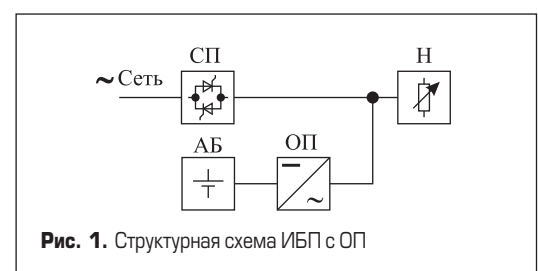 СП
Н
~Сеть
АБ
ОП
~
Рис. 1. Структурная схема ИБП с ОП